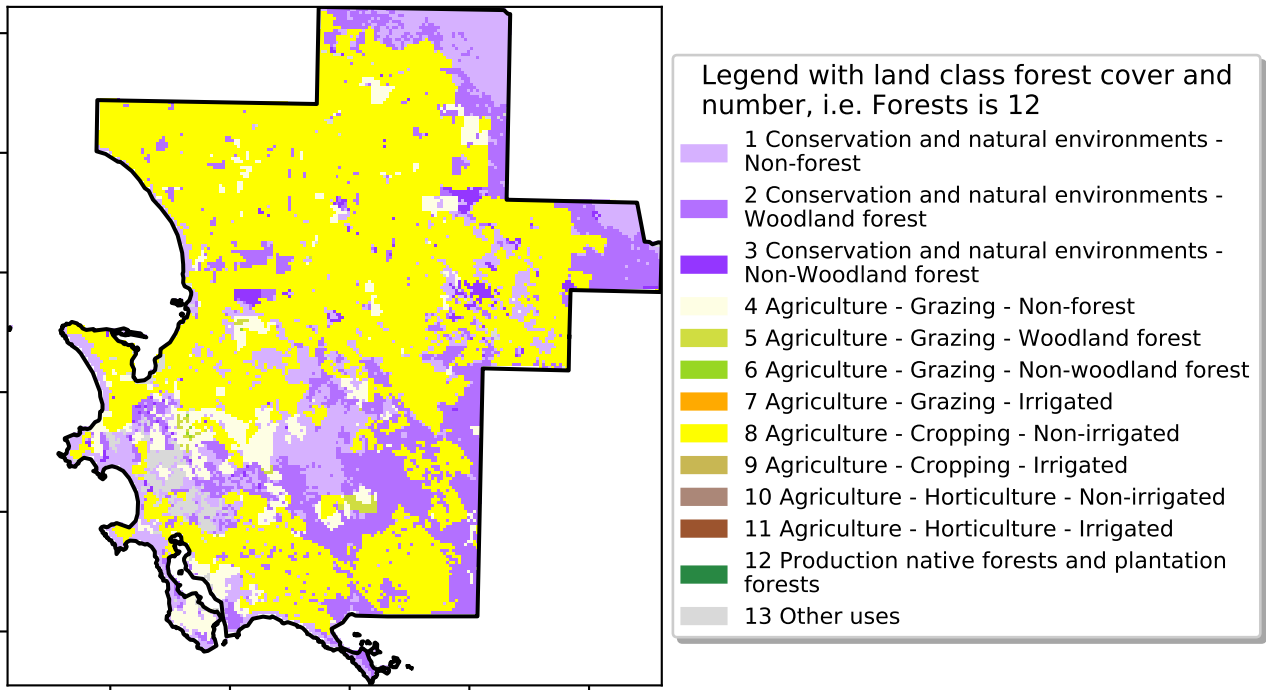 Legend with land class forest cover and
number, i.e. Forests is 12
1 Conservation and natural environments -
Non-forest
2 Conservation and natural environments -
Woodland forest
3 Conservation and natural environments -
Non-Woodland forest
4 Agriculture - Grazing - Non-forest
5 Agriculture - Grazing - Woodland forest
6 Agriculture - Grazing - Non-woodland forest
7 Agriculture - Grazing - Irrigated
8 Agriculture - Cropping - Non-irrigated
9 Agriculture - Cropping - Irrigated
10 Agriculture - Horticulture - Non-irrigated
11 Agriculture - Horticulture - Irrigated
12 Production native forests and plantation
forests
13 Other uses